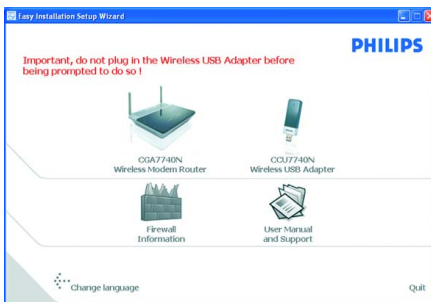 Easy Installation Setup Wizard
PHILIPS
Important, do not plug in the Wireless USB Adapter before
being prompted to do so !
CGA7740N
Wireless Modem Router
CCU7740N
Wireless USB Adapter
Firewall
Information
User Manual
and Support
Change language
Quit